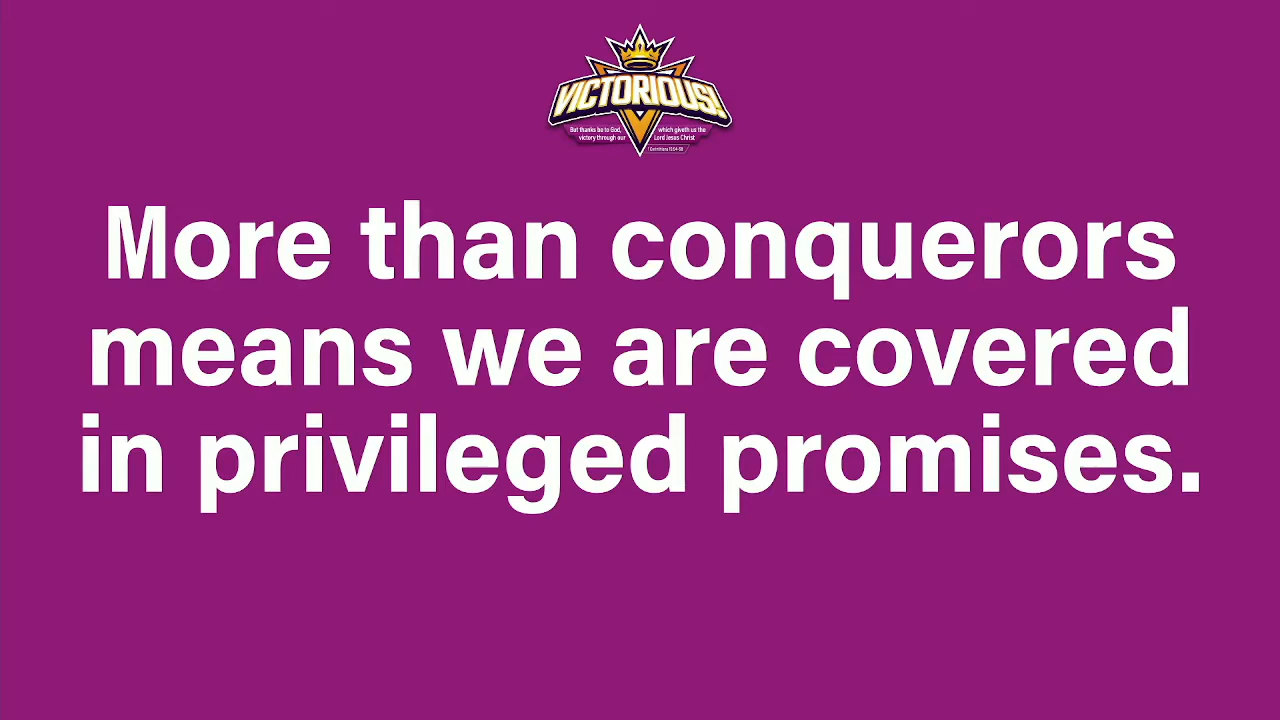 VICTORIOUS!
But thanks be to God, which giveth us the
victory through our Lord Jesus Christ
More than conquerors
means we are covered
in privileged promises.